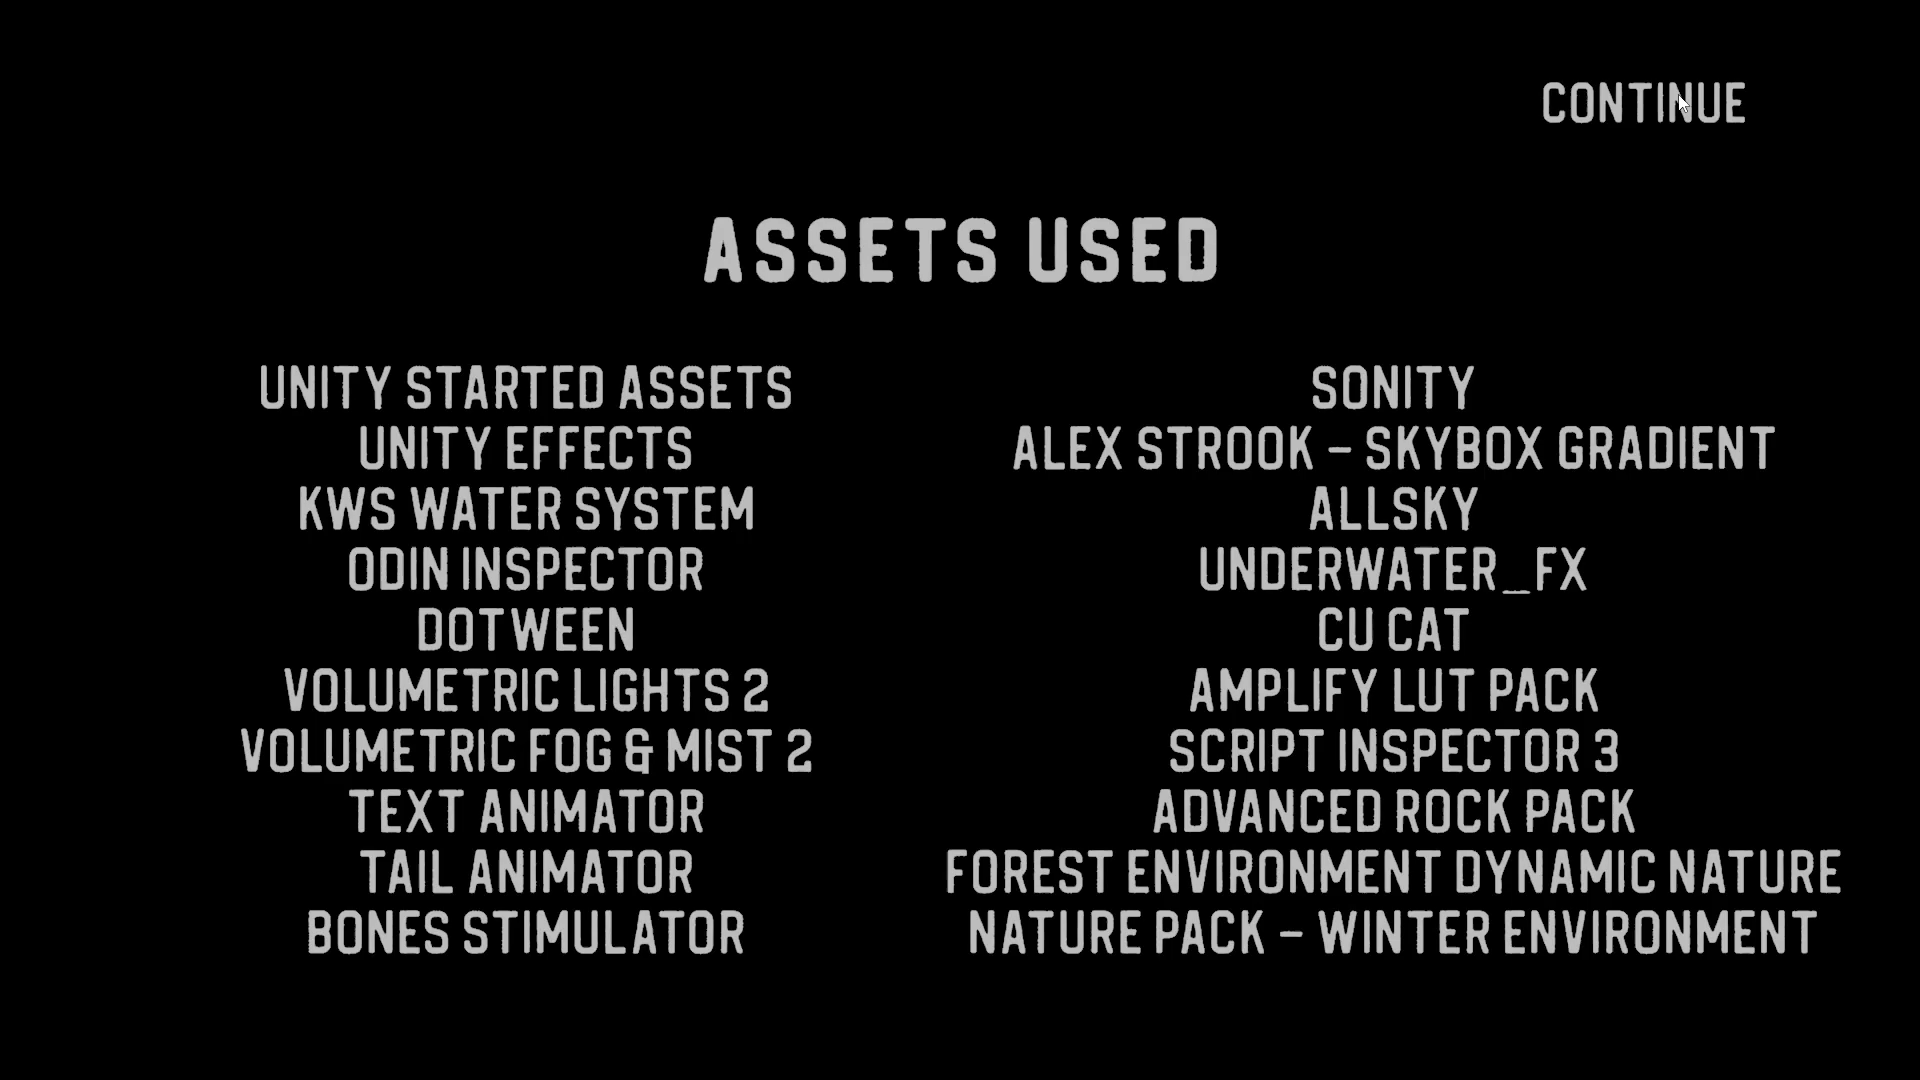 CONTINUE
ASSETS USED
UNITY STARTED ASSETS
UNITY EFFECTS
KWS WATER SYSTEM
ODIN INSPECTOR
DOTWEEN
VOLUMETRIC LIGHTS 2
VOLUMETRIC FOG & MIST 2
TEXT ANIMATOR
TAIL ANIMATOR
BONES STIMULATOR
SONITY
ALEX STROOK – SKYBOX GRADIENT
ALLSKY
UNDERWATER_FX
CU CAT
AMPLIFY LUT PACK
SCRIPT INSPECTOR 3
ADVANCED ROCK PACK
FOREST ENVIRONMENT DYNAMIC NATURE
NATURE PACK – WINTER ENVIRONMENT